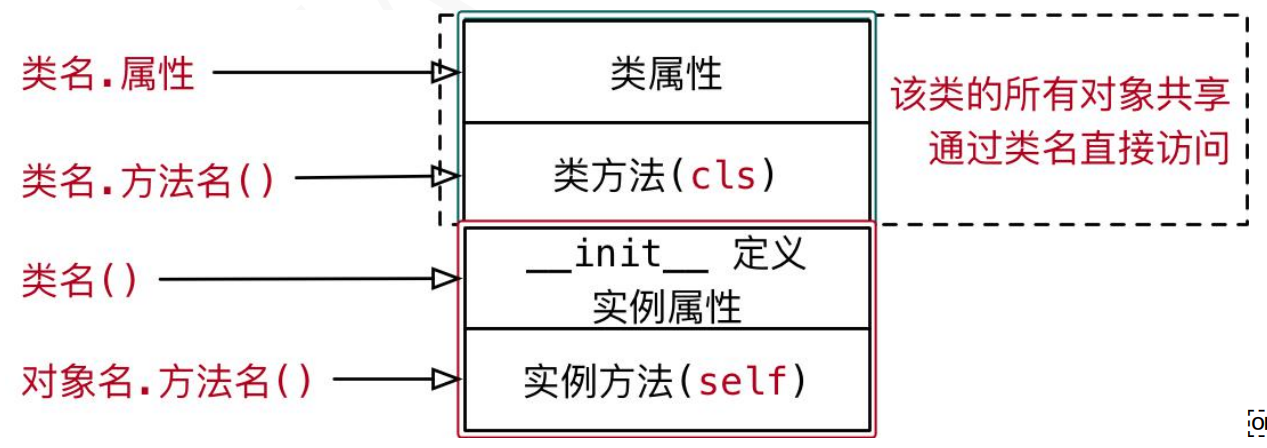 类名.属性
类属性
该类的所有对象共享
通过类名直接访问
类名.方法名()
类方法(cls)
类名()
__init__ 定义
实例属性
对象名.方法名()
实例方法(self)